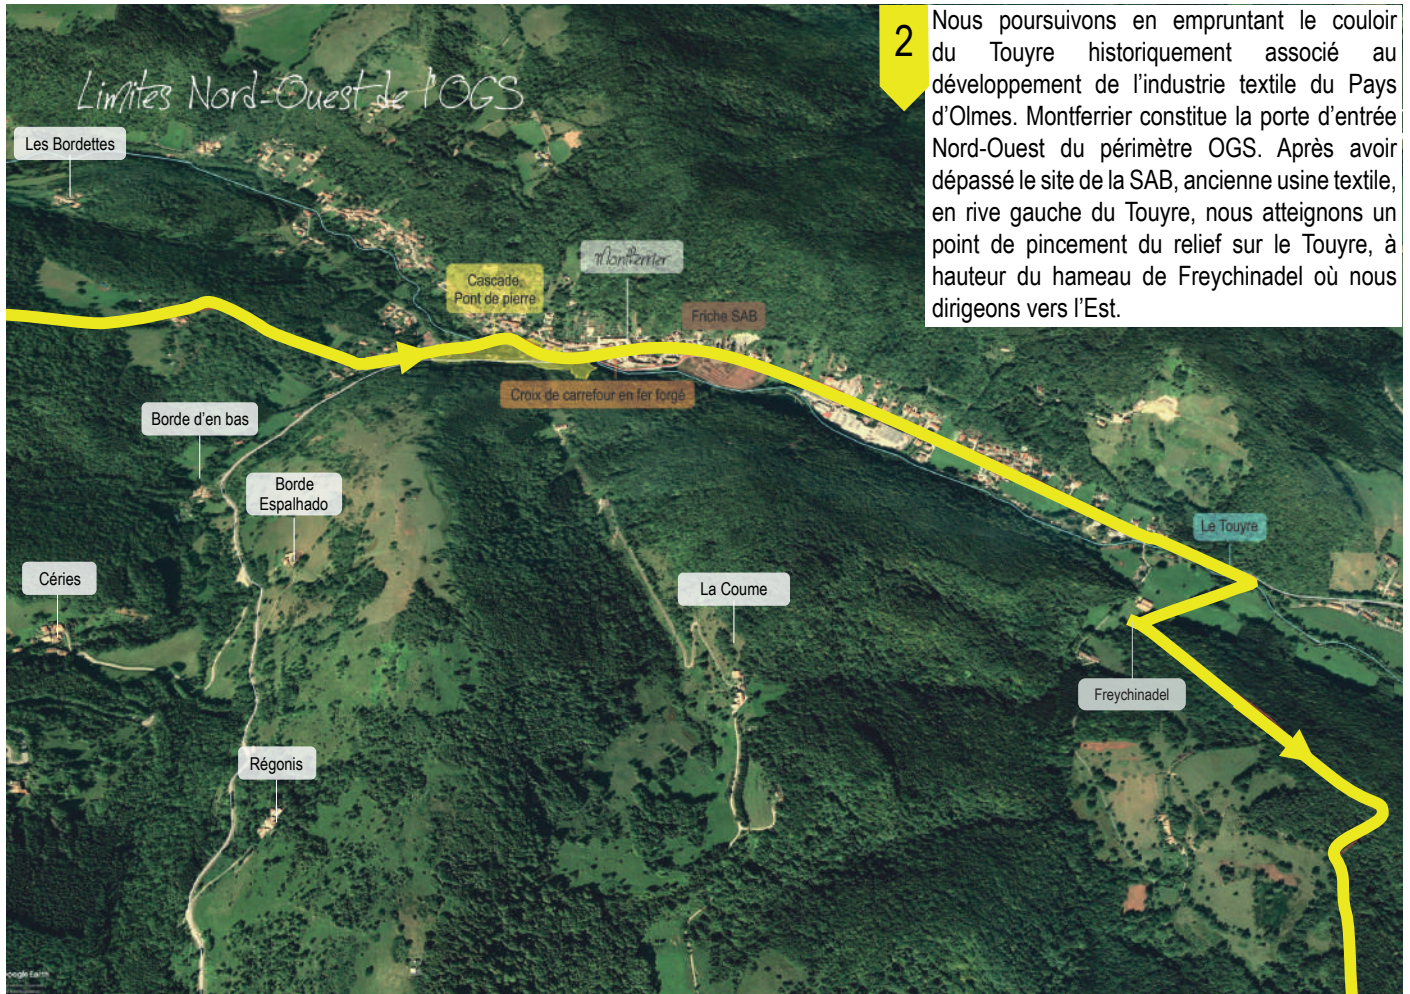 2
Nous poursuivons en empruntant le couloir
du Touyre historiquement associé au
développement de l'industrie textile du Pays
d'Olmes. Montferrier constitue la porte d'entrée
Nord-Ouest du périmètre OGS. Après avoir
dépassé le site de la SAB, ancienne usine textile,
en rive gauche du Touyre, nous atteignons un
point de pincement du relief sur le Touyre, à
hauteur du hameau de Freychinadel où nous
dirigeons vers l'Est.
Limites Nord-Ouest de l'OGS
Les Bordettes
Montferrier
Cascade,
Pont de pierre
Friche SAB
Croix de carrefour en fer forgé
Borde d'en bas
Borde
Espalhado
Le Touyre
Céries
La Coume
Freychinadel
Régonis
Google Earth